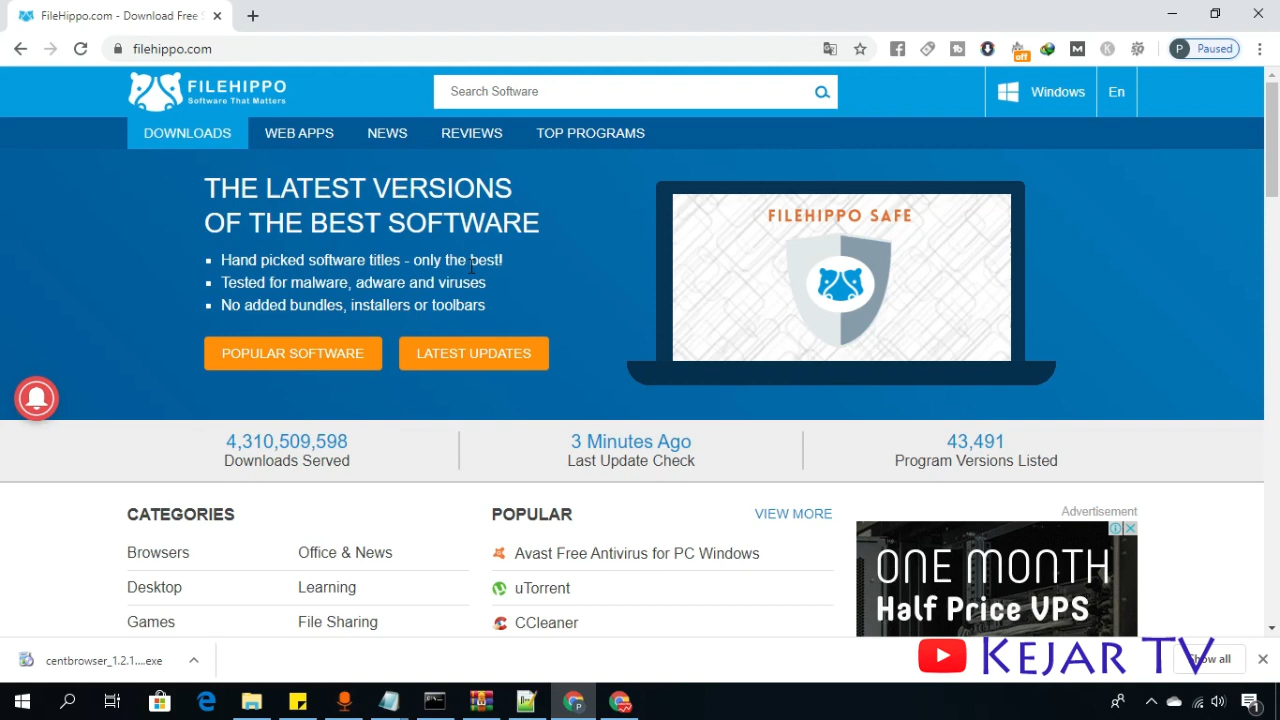 FileHippo.com - Download Free S
filehippo.com
off
P Paused
FILEHIPPO
Software That Matters
Search Software
Windows
En
DOWNLOADS
WEB APPS
NEWS
REVIEWS
TOP PROGRAMS
THE LATEST VERSIONS
OF THE BEST SOFTWARE
Hand picked software titles - only the best!
Tested for malware, adware and viruses
No added bundles, installers or toolbars
POPULAR SOFTWARE
LATEST UPDATES
FILEHIPPO SAFE
4,310,509,598
Downloads Served
3 Minutes Ago
Last Update Check
43,491
Program Versions Listed
CATEGORIES
Browsers
Office & News
Desktop
Learning
Games
File Sharing
POPULAR
VIEW MORE
Avast Free Antivirus for PC Windows
uTorrent
CCleaner
Advertisement
ONE MONTH
Half Price VPS
centbrowser_1.2.1....exe
KEJAR TV
Show all